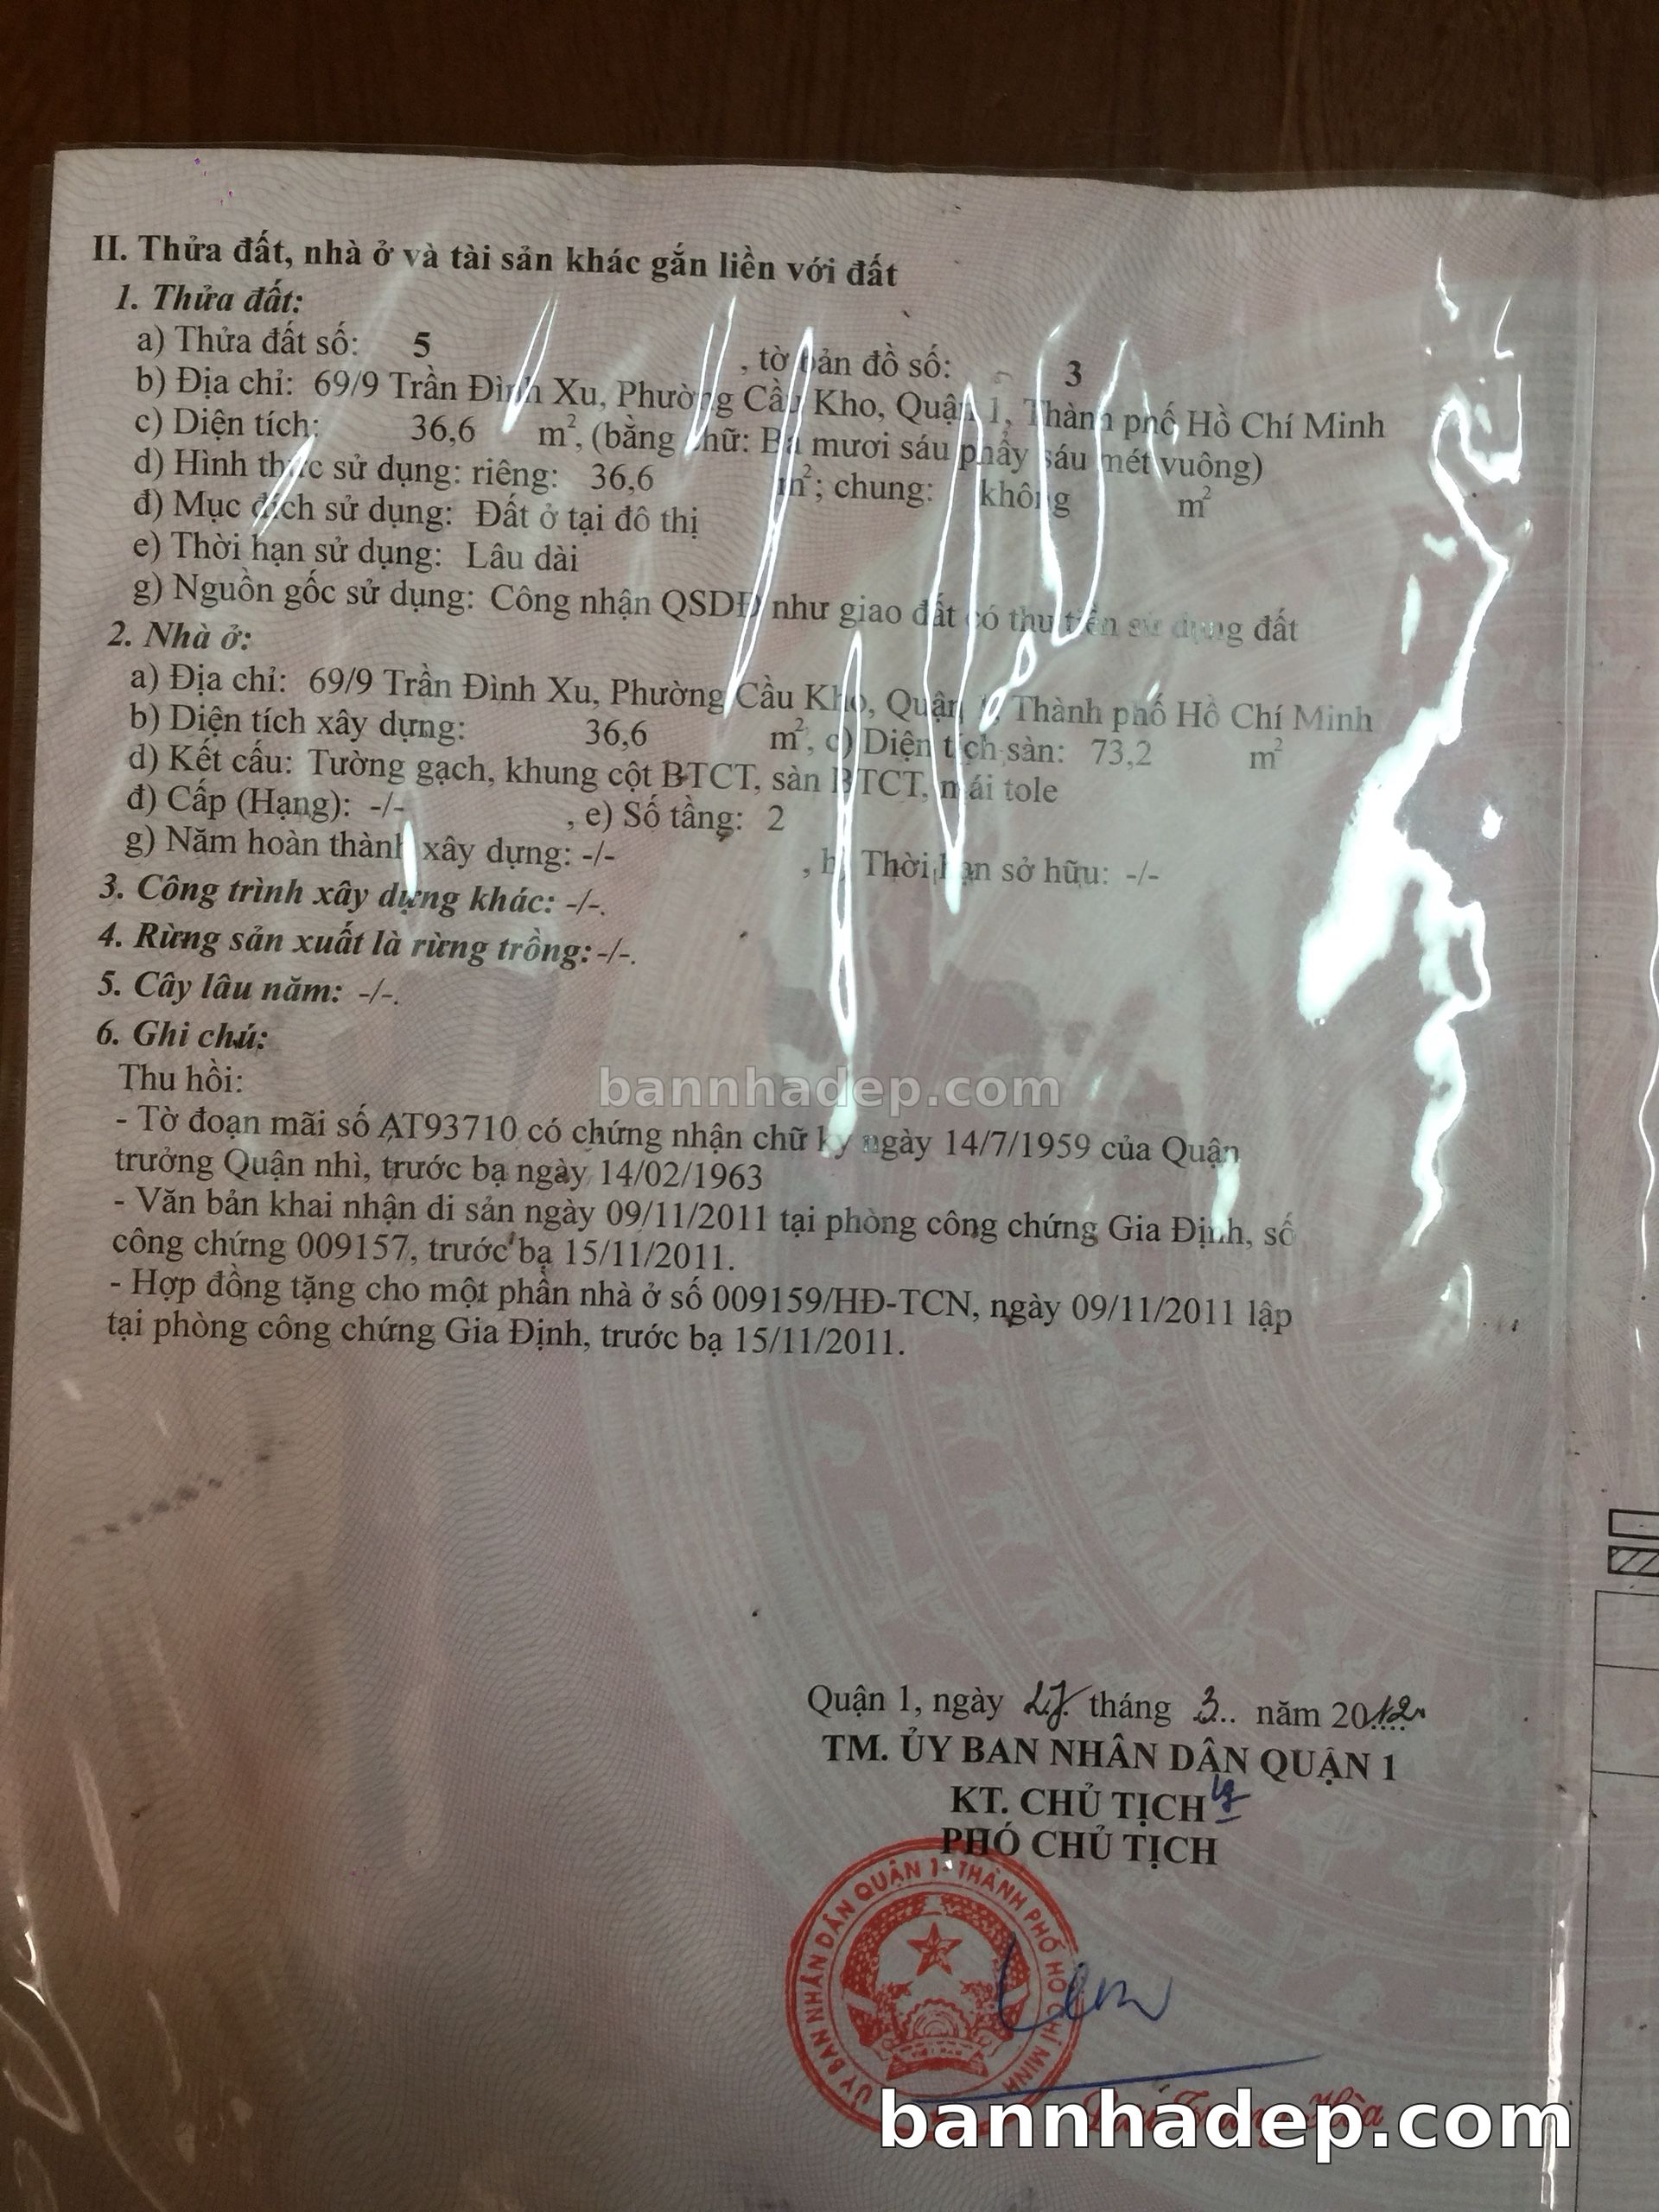 II. Thửa đất, nhà ở và tài sản khác gắn liền với đất
1. Thửa đất:
a) Thửa đất số: 5 , tờ bản đồ số: 3
b) Địa chỉ: 69/9 Trần Đình Xu, Phường Cầu Kho, Quận 1, Thành phố Hồ Chí Minh
c) Diện tích: 36,6 m², (bằng chữ: Ba mươi sáu phẩy sáu mét vuông)
d) Hình thức sử dụng: riêng: 36,6 m²; chung: không m²
đ) Mục đích sử dụng: Đất ở tại đô thị
e) Thời hạn sử dụng: Lâu dài
g) Nguồn gốc sử dụng: Công nhận QSDĐ như giao đất có thu tiền sử dụng đất
2. Nhà ở:
a) Địa chỉ: 69/9 Trần Đình Xu, Phường Cầu Kho, Quận 1, Thành phố Hồ Chí Minh
b) Diện tích xây dựng: 36,6 m², c) Diện tích sàn: 73,2 m²
d) Kết cấu: Tường gạch, khung cột BTCT, sàn BTCT, mái tole
đ) Cấp (Hạng): -/- , e) Số tầng: 2
g) Năm hoàn thành xây dựng: -/- , h) Thời hạn sở hữu: -/-
3. Công trình xây dựng khác: -/-.
4. Rừng sản xuất là rừng trồng: -/-.
5. Cây lâu năm: -/-.
6. Ghi chú:
Thu hồi:
bannhadep.com
- Tờ đoạn mãi số AT93710 có chứng nhận chữ ký ngày 14/7/1959 của Quận
trưởng Quận nhì, trước bạ ngày 14/02/1963
- Văn bản khai nhận di sản ngày 09/11/2011 tại phòng công chứng Gia Định, số
công chứng 009157, trước bạ 15/11/2011.
- Hợp đồng tặng cho một phần nhà ở số 009159/HĐ-TCN, ngày 09/11/2011 lập
tại phòng công chứng Gia Định, trước bạ 15/11/2011.
Quận 1, ngày 27 tháng 3 năm 2012
TM. ỦY BAN NHÂN DÂN QUẬN 1
KT. CHỦ TỊCH
PHÓ CHỦ TỊCH
ỦY BAN NHÂN DÂN QUẬN 1 - THÀNH PHỐ HỒ CHÍ MINH
bannhadep.com